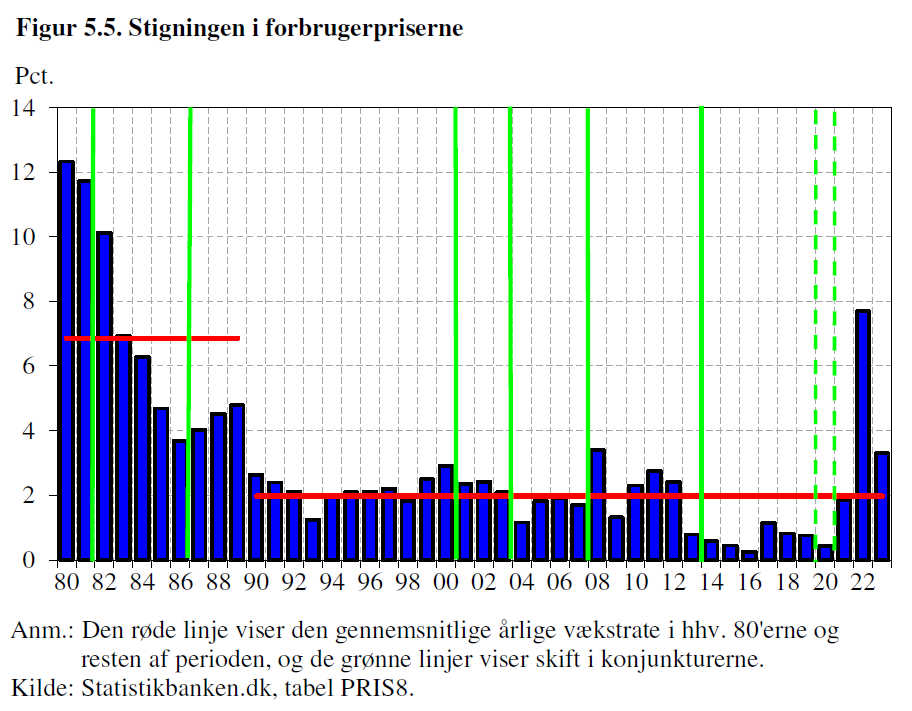 Figur 5.5. Stigningen i forbrugerpriserne
Pct.
14
12
10
8
6
4
2
0
80 82 84 86 88 90 92 94 96 98 00 02 04 06 08 10 12 14 16 18 20 22
Anm.: Den røde linje viser den gennemsnitlige årlige vækstrate i hhv. 80'erne og
resten af perioden, og de grønne linjer viser skift i konjunkturerne.
Kilde: Statistikbanken.dk, tabel PRIS8.